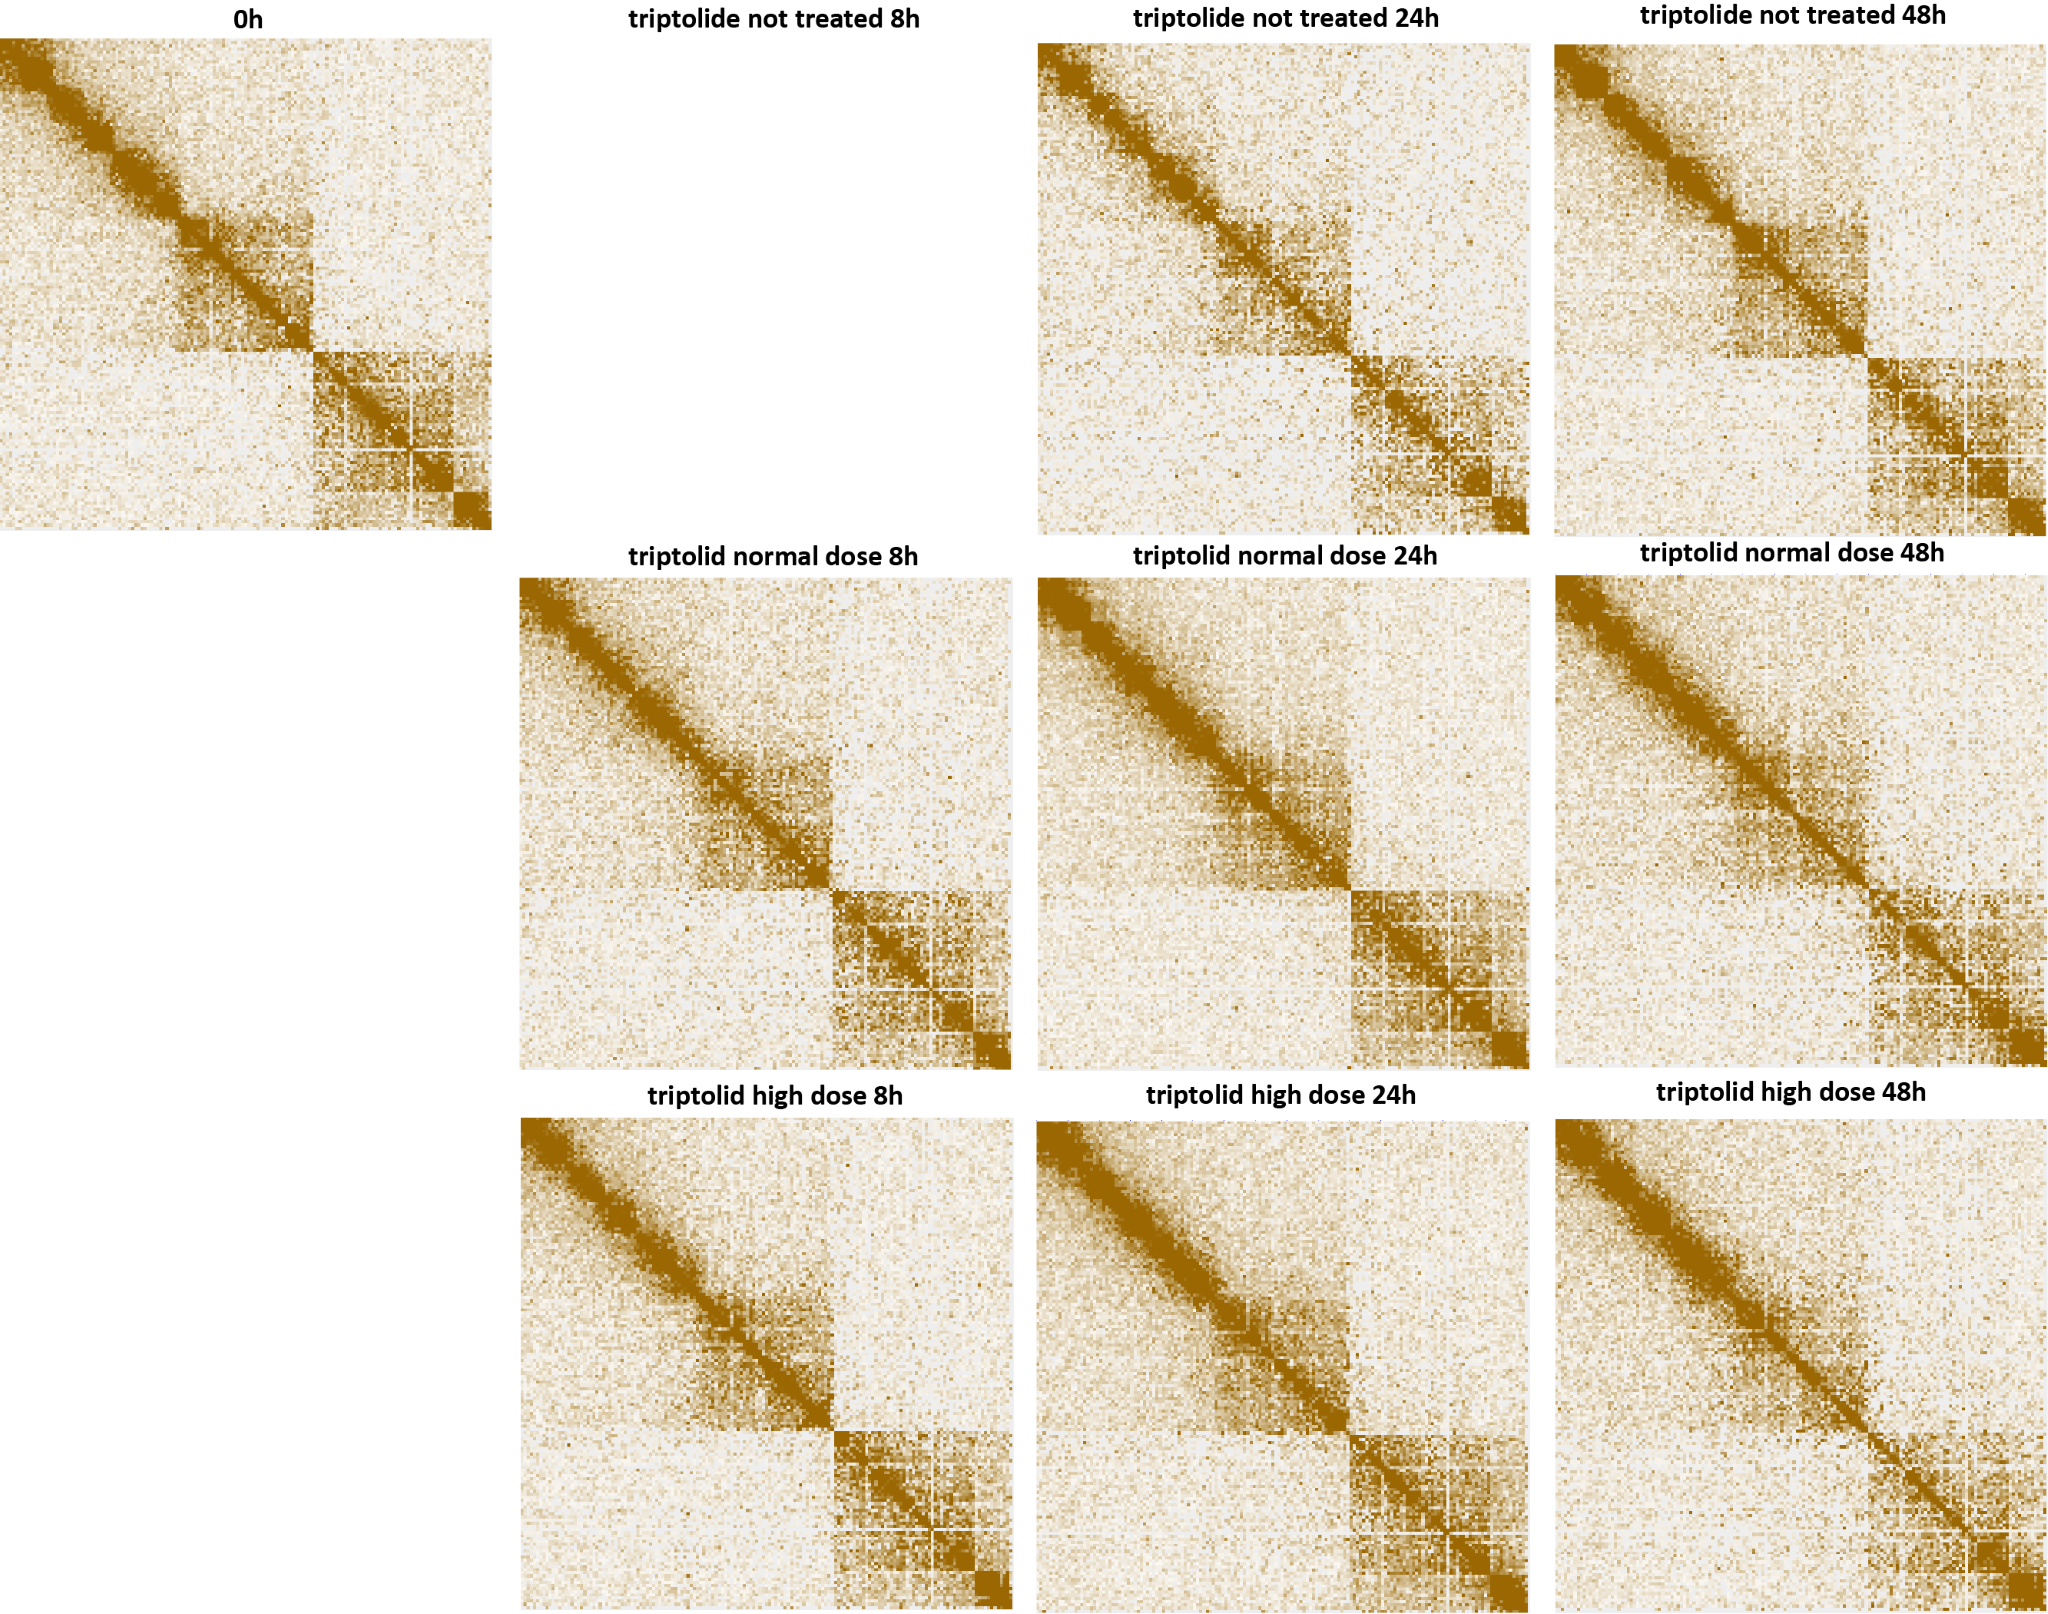 0h
triptolide not treated 8h
triptolide not treated 24h
triptolide not treated 48h
triptolid normal dose 8h
triptolid normal dose 24h
triptolid normal dose 48h
triptolid high dose 8h
triptolid high dose 24h
triptolid high dose 48h